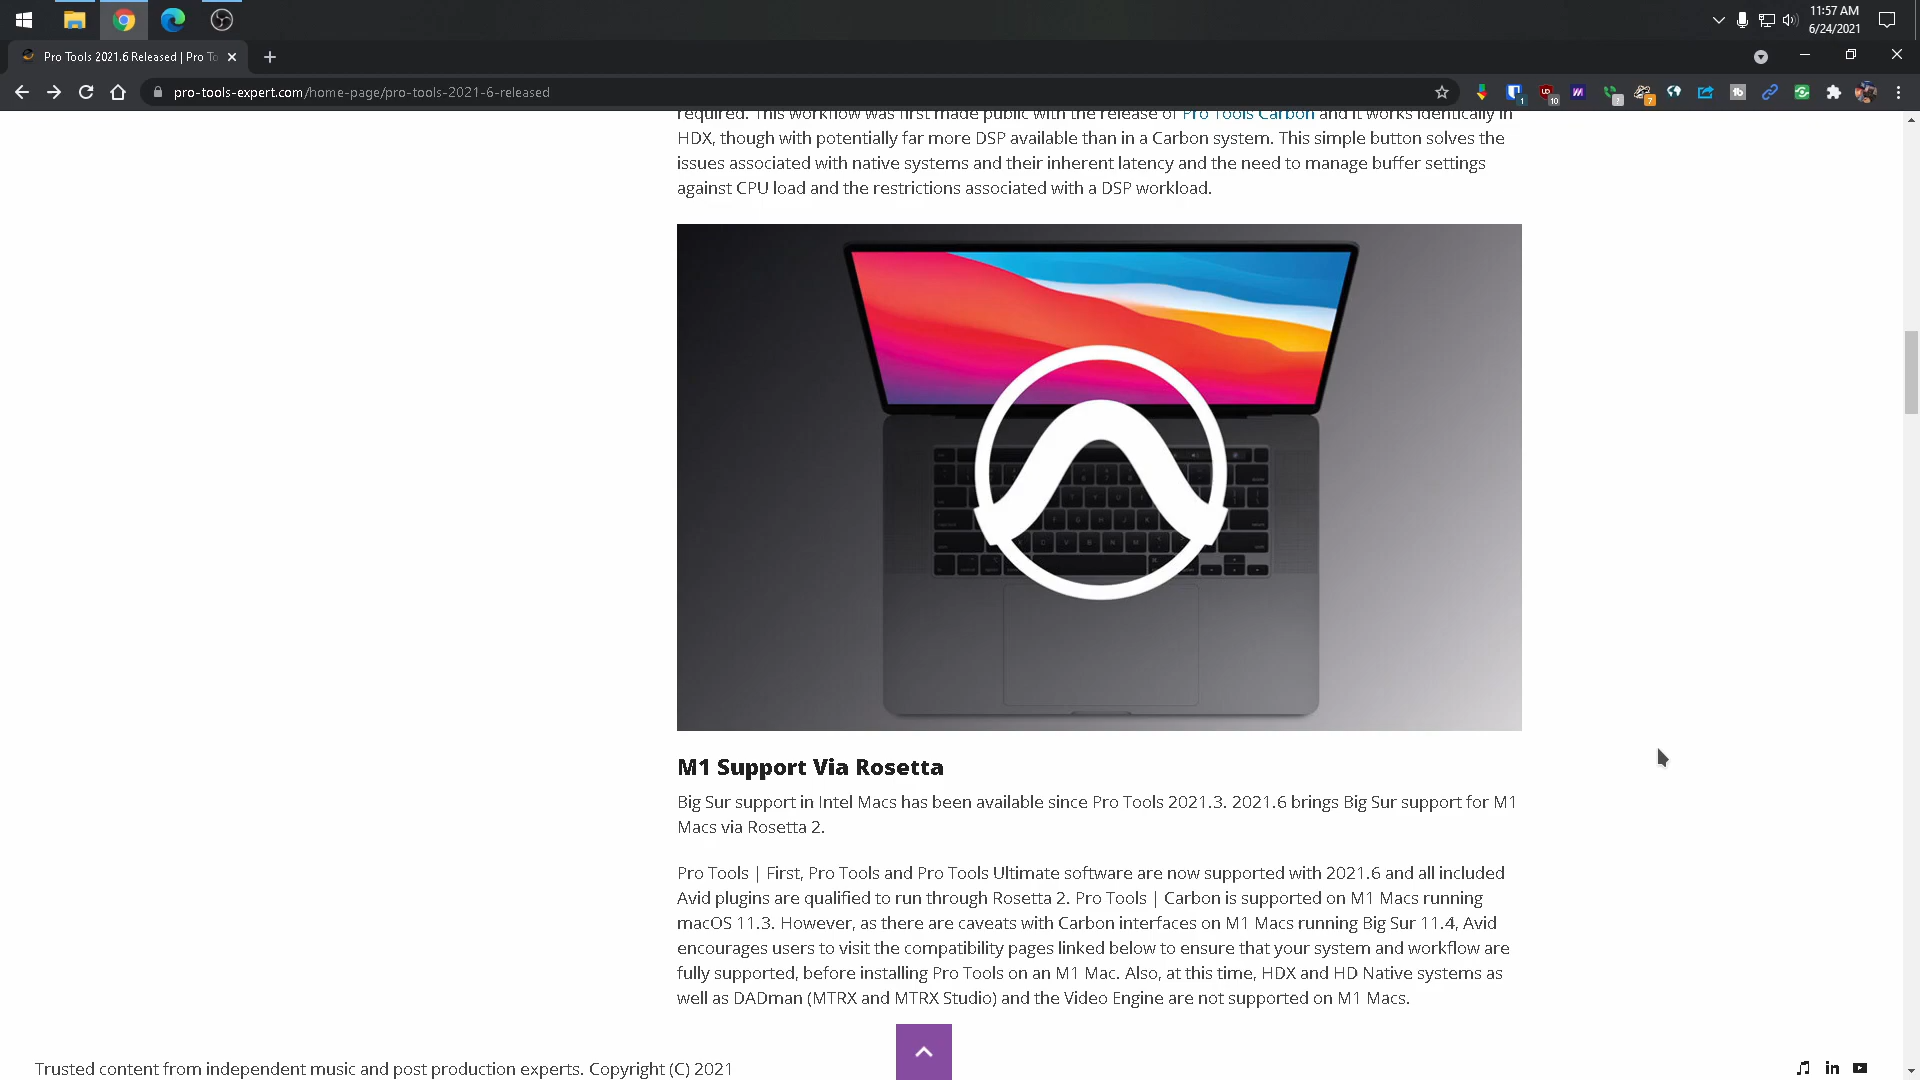 11:57 AM
6/24/2021
Pro Tools 2021.6 Released | Pro To
pro-tools-expert.com/home-page/pro-tools-2021-6-released
required. This workflow was first made public with the release of Pro Tools Carbon and it works identically in
HDX, though with potentially far more DSP available than in a Carbon system. This simple button solves the
issues associated with native systems and their inherent latency and the need to manage buffer settings
against CPU load and the restrictions associated with a DSP workload.
M1 Support Via Rosetta
Big Sur support in Intel Macs has been available since Pro Tools 2021.3. 2021.6 brings Big Sur support for M1
Macs via Rosetta 2.
Pro Tools | First, Pro Tools and Pro Tools Ultimate software are now supported with 2021.6 and all included
Avid plugins are qualified to run through Rosetta 2. Pro Tools | Carbon is supported on M1 Macs running
macOS 11.3. However, as there are caveats with Carbon interfaces on M1 Macs running Big Sur 11.4, Avid
encourages users to visit the compatibility pages linked below to ensure that your system and workflow are
fully supported, before installing Pro Tools on an M1 Mac. Also, at this time, HDX and HD Native systems as
well as DADman (MTRX and MTRX Studio) and the Video Engine are not supported on M1 Macs.
Trusted content from independent music and post production experts. Copyright (C) 2021